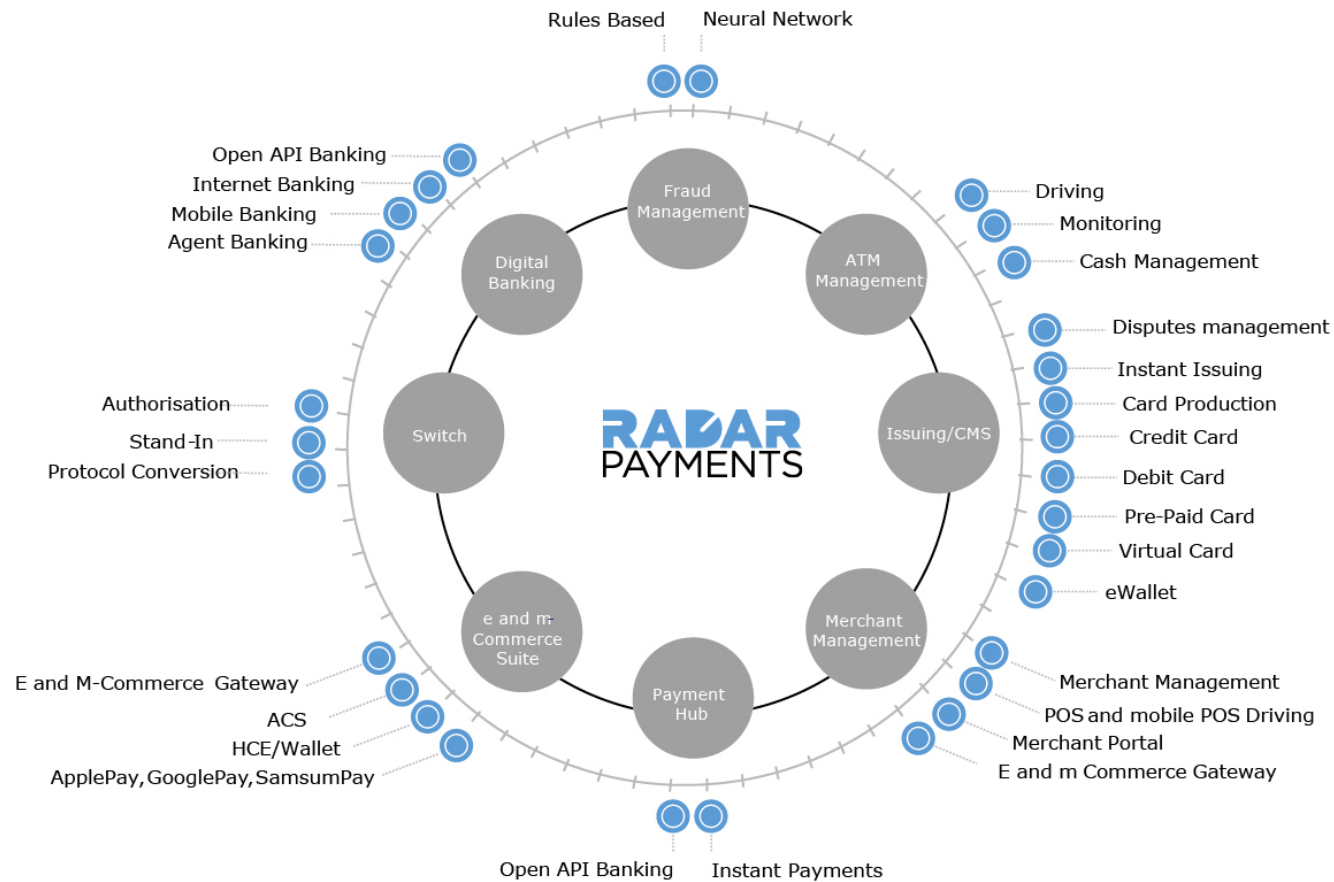 Rules Based
Neural Network
Open API Banking
Internet Banking
Mobile Banking
Agent Banking
Fraud
Management
Digital
Banking
ATM
Management
Driving
Monitoring
Cash Management
Disputes management
Instant Issuing
Card Production
Credit Card
Debit Card
Pre-Paid Card
Virtual Card
eWallet
Authorisation
Stand-In
Protocol Conversion
Switch
RADAR
PAYMENTS
Issuing/CMS
e and m-
Commerce
Suite
Payment
Hub
Merchant
Management
E and M-Commerce Gateway
ACS
HCE/Wallet
ApplePay, GooglePay, SamsumPay
Merchant Management
POS and mobile POS Driving
Merchant Portal
E and m Commerce Gateway
Open API Banking
Instant Payments